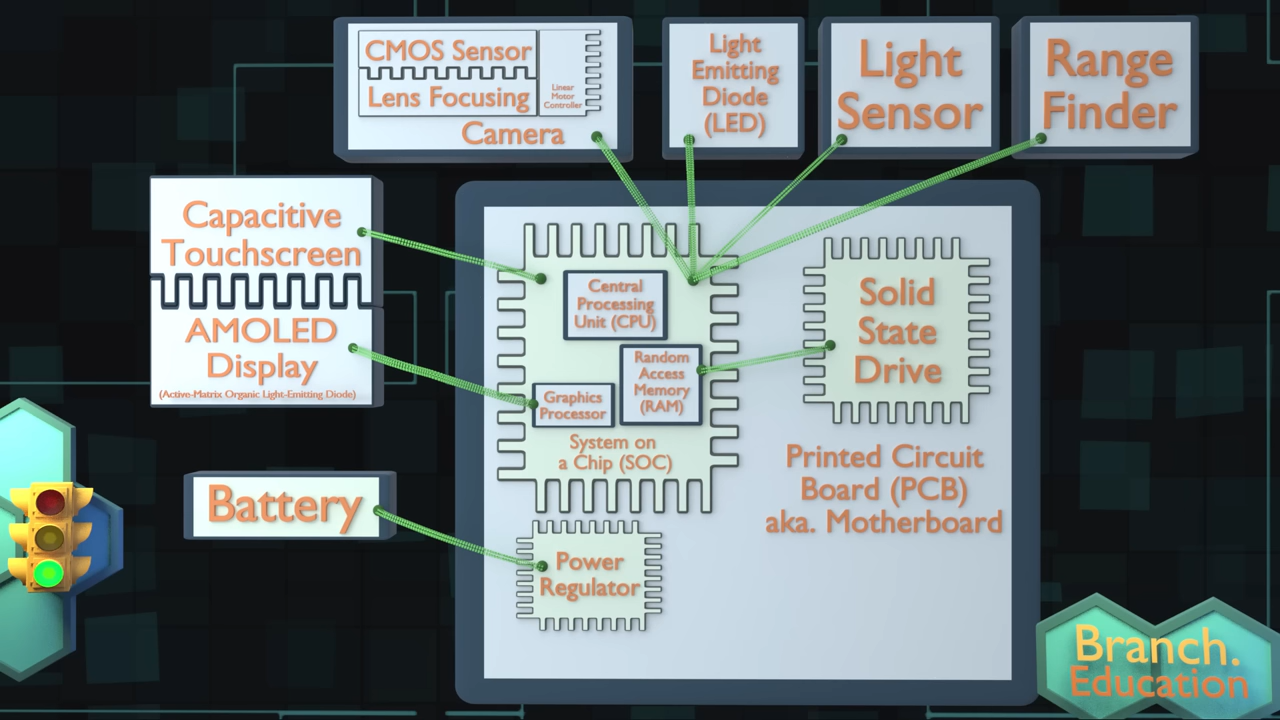 CMOS Sensor
Lens Focusing
Linear
Motor
Controller
Camera
Light
Emitting
Diode
(LED)
Light
Sensor
Range
Finder
Capacitive
Touchscreen
AMOLED
Display
(Active-Matrix Organic Light-Emitting Diode)
Battery
Central
Processing
Unit (CPU)
Random
Access
Memory
(RAM)
Graphics
Processor
System on
a Chip (SOC)
Power
Regulator
Solid
State
Drive
Printed Circuit
Board (PCB)
aka. Motherboard
Branch.
Education